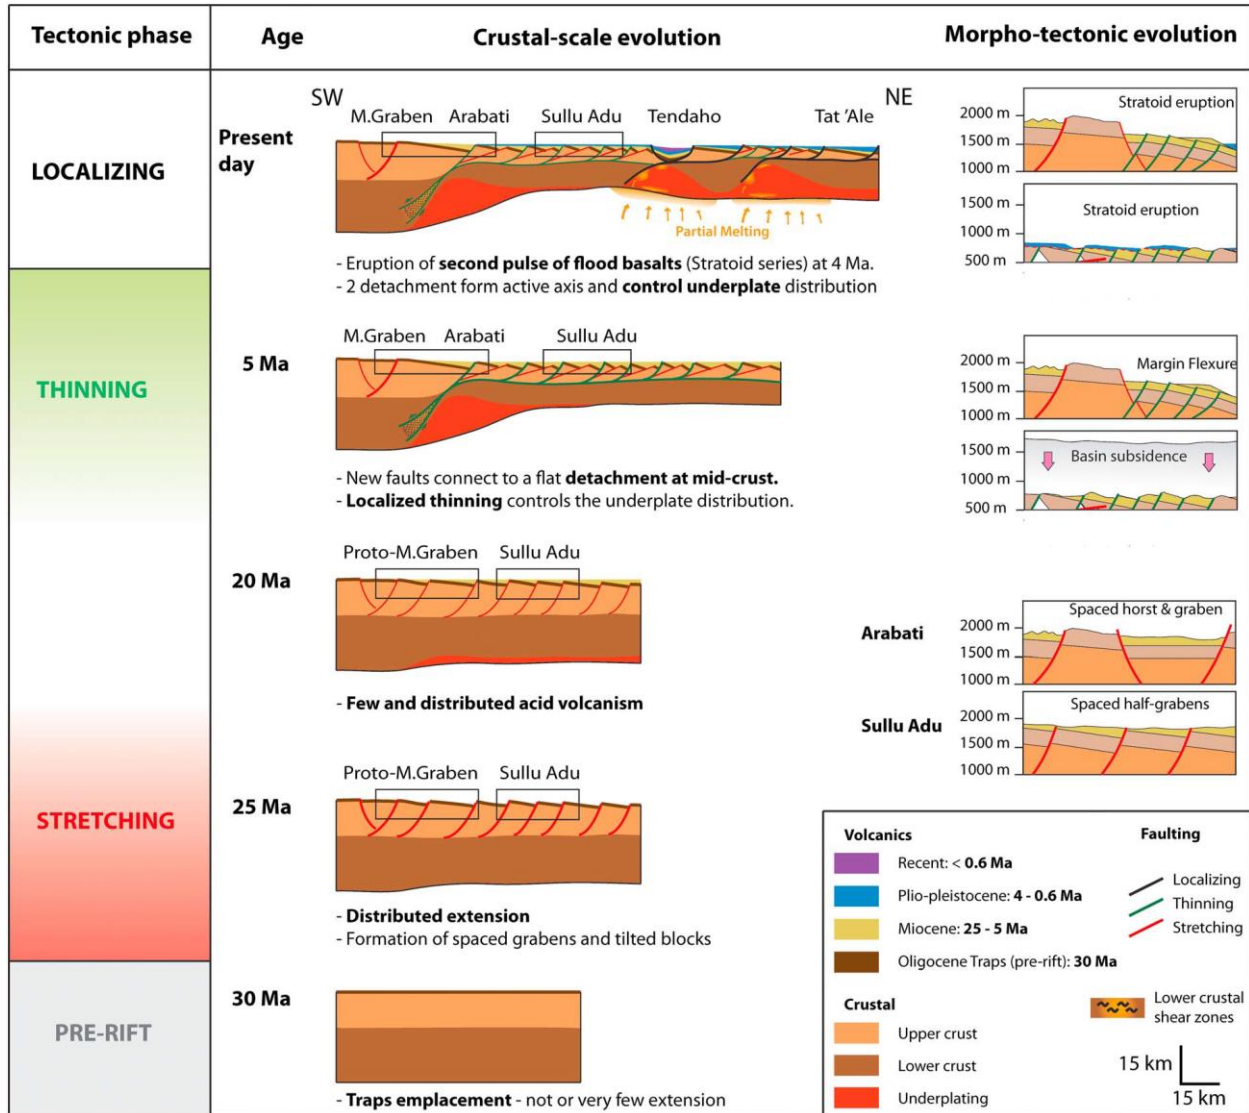 Tectonic phase
Age
Crustal-scale evolution
Morpho-tectonic evolution
LOCALIZING
Present
day
SW
NE
M.Graben
Arabati
Sullu Adu
Tendaho
Tat 'Ale
Partial Melting
- Eruption of second pulse of flood basalts (Stratoid series) at 4 Ma.
- 2 detachment form active axis and control underplate distribution
2000 m
1500 m
1000 m
Stratoid eruption
1500 m
1000 m
500 m
Stratoid eruption
THINNING
5 Ma
M.Graben
Arabati
Sullu Adu
- New faults connect to a flat detachment at mid-crust.
- Localized thinning controls the underplate distribution.
2000 m
1500 m
1000 m
Margin Flexure
1500 m
1000 m
500 m
Basin subsidence
20 Ma
Proto-M.Graben
Sullu Adu
- Few and distributed acid volcanism
Arabati
2000 m
1500 m
1000 m
Spaced horst & graben
Sullu Adu
2000 m
1500 m
1000 m
Spaced half-grabens
STRETCHING
25 Ma
Proto-M.Graben
Sullu Adu
- Distributed extension
- Formation of spaced grabens and tilted blocks
PRE-RIFT
30 Ma
- Traps emplacement - not or very few extension
Volcanics
Recent: < 0.6 Ma
Plio-pleistocene: 4 - 0.6 Ma
Miocene: 25 - 5 Ma
Oligocene Traps (pre-rift): 30 Ma
Crustal
Upper crust
Lower crust
Underplating
Faulting
Localizing
Thinning
Stretching
Lower crustal
shear zones
15 km
15 km